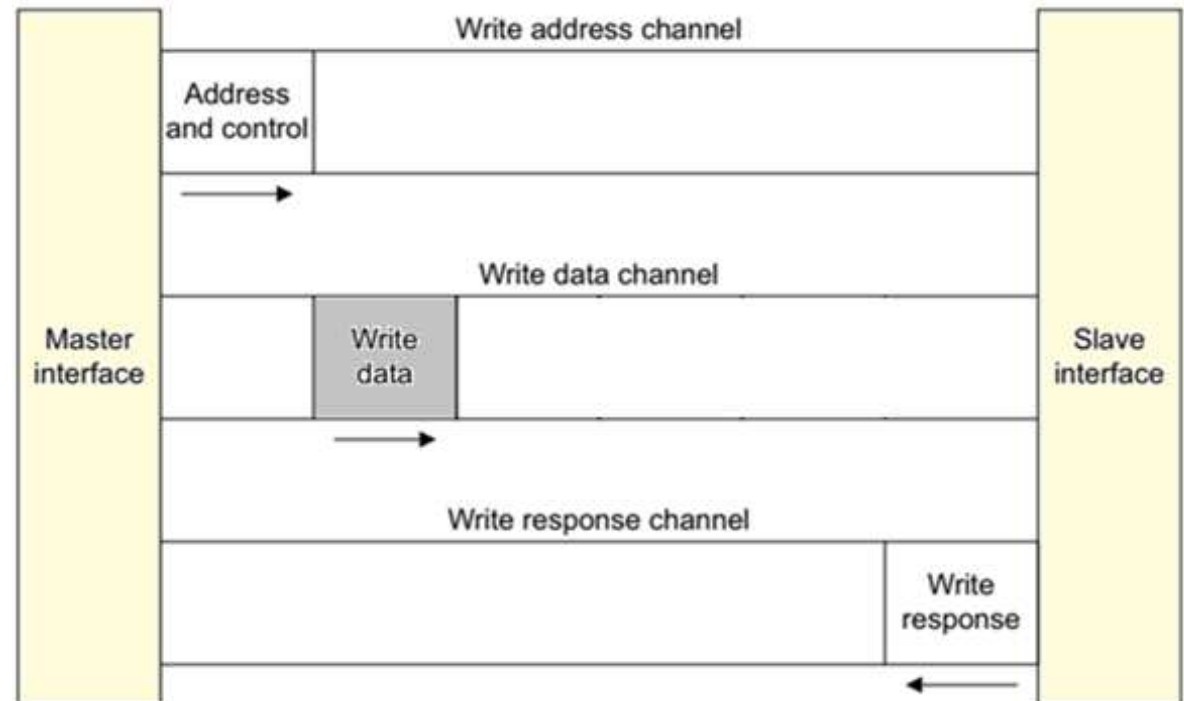 Write address channel
Address
and control
Write data channel
Master
interface
Write
data
Slave
interface
Write response channel
Write
response